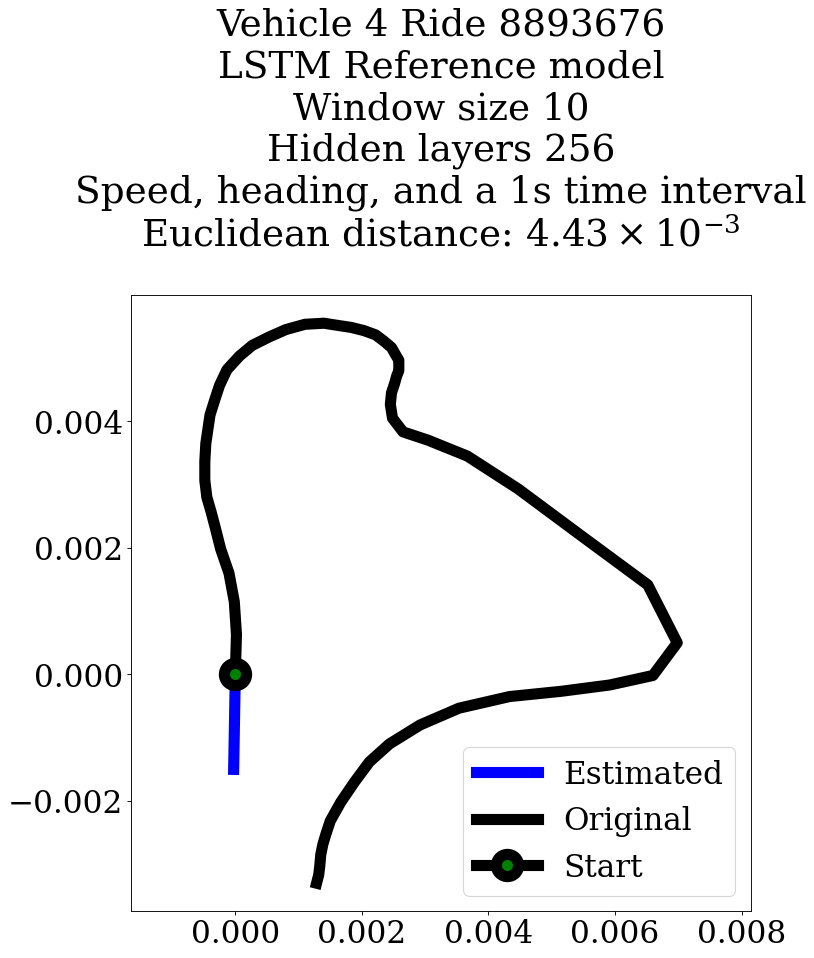 Vehicle 4 Ride 8893676
LSTM Reference model
Window size 10
Hidden layers 256
Speed, heading, and a 1s time interval
Euclidean distance: 4.43 × 10⁻³
0.004
0.002
0.000
−0.002
Estimated
Original
Start
0.000 0.002 0.004 0.006 0.008